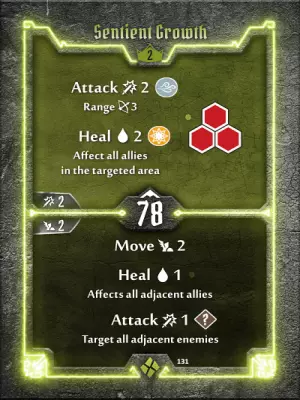 Sentient Growth
2
Attack 2
Range 3
Heal 2
Affect all allies
in the targeted area
2
78
2
Move 2
Heal 1
Affects all adjacent allies
Attack 1 ?
Target all adjacent enemies
131